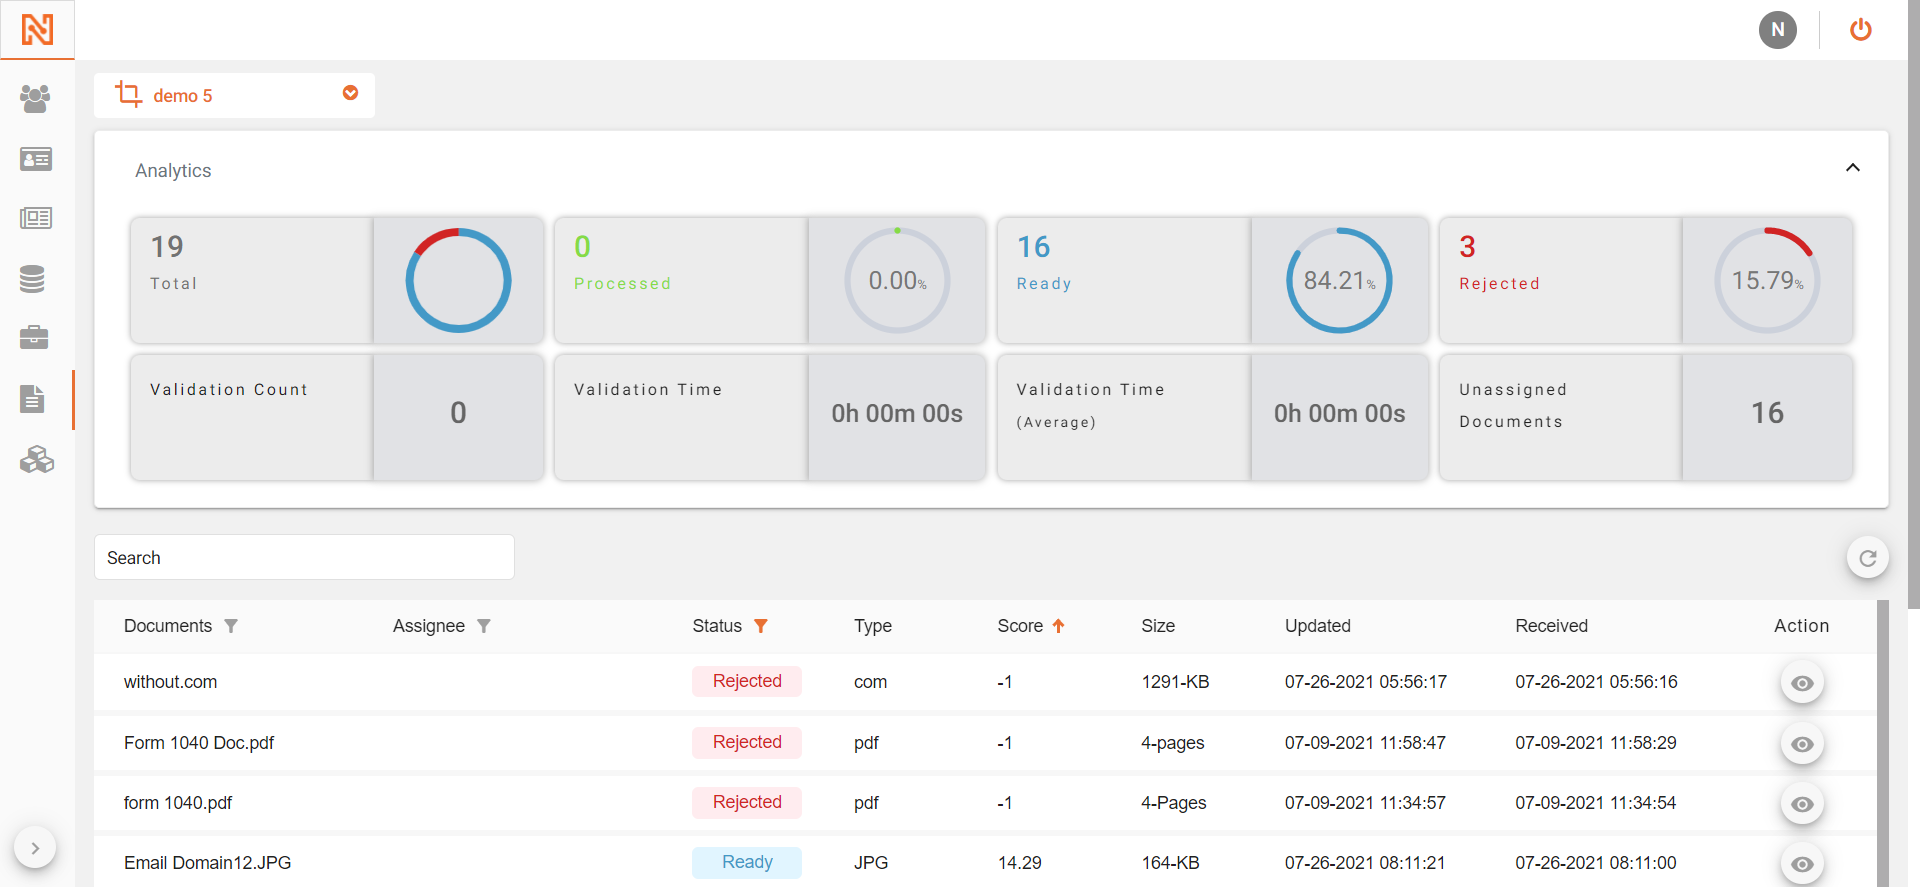 N
demo 5
Analytics
19
Total
0
Processed
0.00%
16
Ready
84.21%
3
Rejected
15.79%
Validation Count
0
Validation Time
0h 00m 00s
Validation Time
(Average)
0h 00m 00s
Unassigned
Documents
16
Search
Documents Assignee Status Type Score Size Updated Received Action
without.com Rejected com -1 1291-KB 07-26-2021 05:56:17 07-26-2021 05:56:16
Form 1040 Doc.pdf Rejected pdf -1 4-pages 07-09-2021 11:58:47 07-09-2021 11:58:29
form 1040.pdf Rejected pdf -1 4-Pages 07-09-2021 11:34:57 07-09-2021 11:34:54
Email Domain12.JPG Ready JPG 14.29 164-KB 07-26-2021 08:11:21 07-26-2021 08:11:00